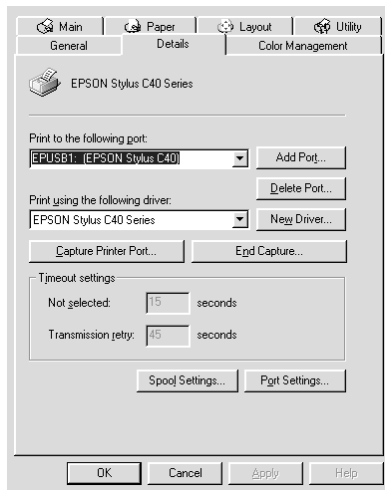 Main Paper Layout Utility
General Details Color Management
EPSON Stylus C40 Series
Print to the following port:
EPUSB1: (EPSON Stylus C40) Add Port...
Delete Port...
Print using the following driver:
EPSON Stylus C40 Series New Driver...
Capture Printer Port... End Capture...
Timeout settings
Not selected: 15 seconds
Transmission retry: 45 seconds
Spool Settings... Port Settings...
OK Cancel Apply Help